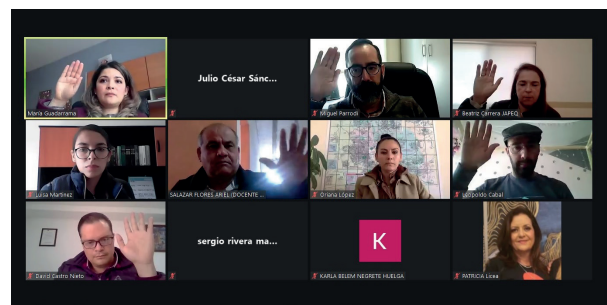 María Guadarrama
Julio César Sánc...
Miguel Parrodi
Beatriz Carrera JAPEQ
Luisa Martínez
SALAZAR FLORES ARIEL (DOCENTE ...
Oriana López
Leopoldo Cabal
David Castro Nieto
sergio rivera ma...
K
KARLA BELEM NEGRETE HUELGA
PATRICIA Licea